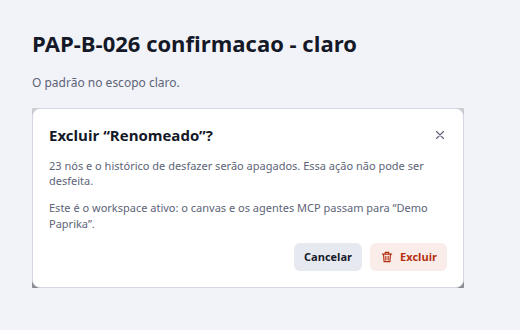 PAP-B-026 confirmacao - claro
O padrão no escopo claro.
Excluir “Renomeado”?
23 nós e o histórico de desfazer serão apagados. Essa ação não pode ser
desfeita.
Este é o workspace ativo: o canvas e os agentes MCP passam para “Demo
Paprika”.
Cancelar
Excluir